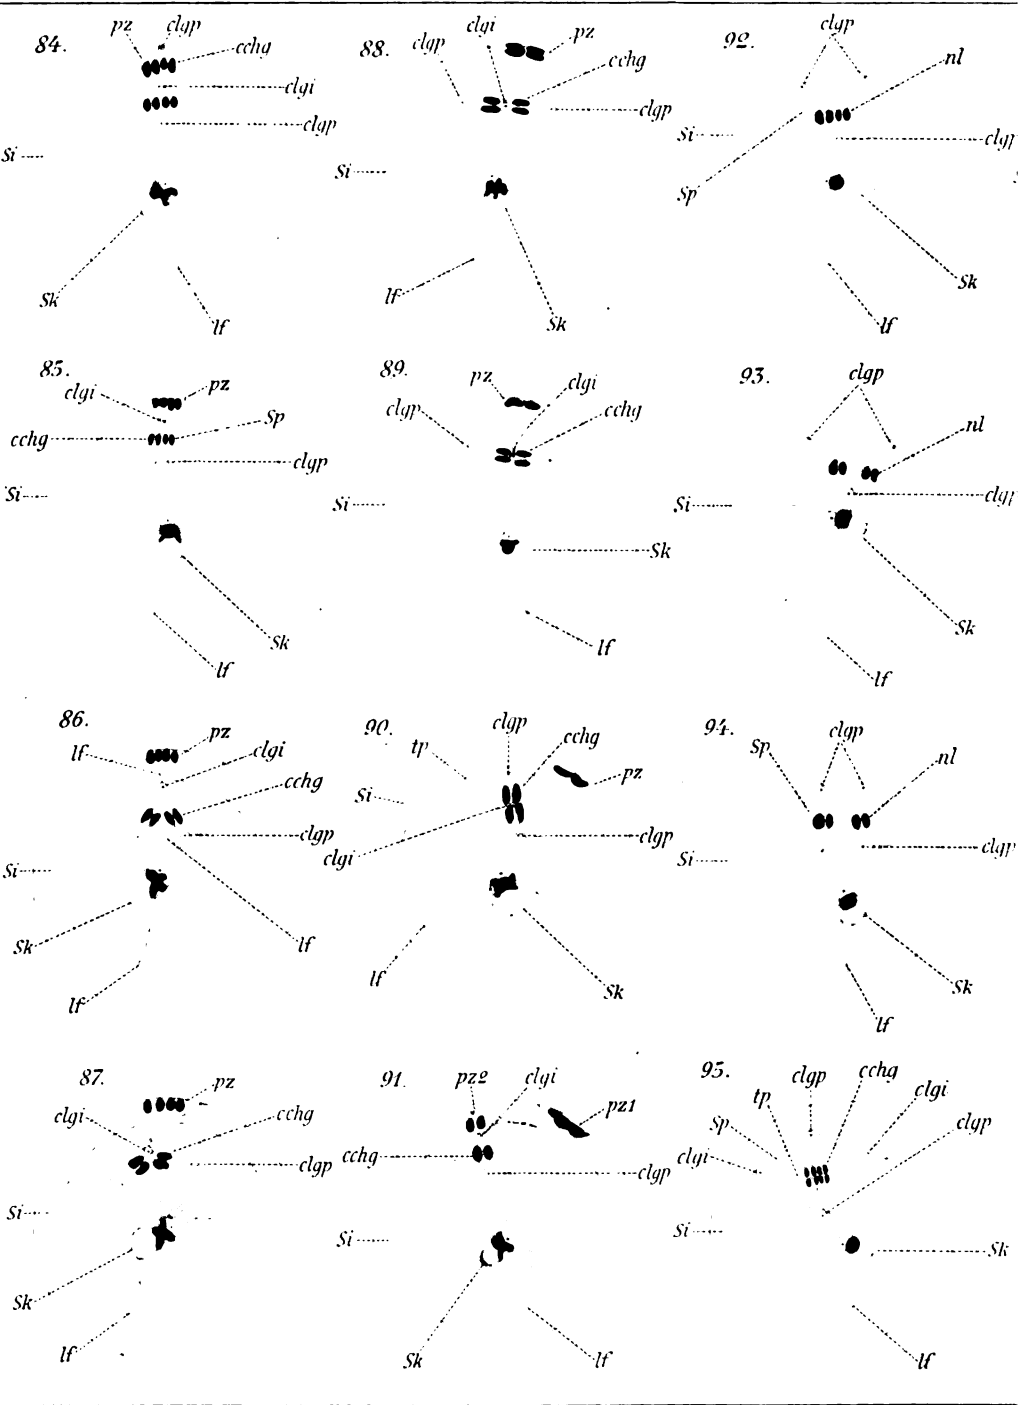 84.
pz
clgp
cchg
clgi
clgp
Si
Sk
lf
88.
clgp
clgi
pz
cchg
clgp
Si
lf
Sk
92.
clgp
nl
Si
clgp
Sp
Sk
lf
85.
clgi
pz
cchg
Sp
clgp
Si
Sk
lf
89.
pz
clgi
clgp
cchg
Si
Sk
lf
93.
clgp
nl
clgp
Si
Sk
lf
86.
lf
pz
clgi
cchg
clgp
Si
Sk
lf
lf
90.
tp
clgp
cchg
pz
Si
clgi
clgp
lf
Sk
94.
Sp
clgp
nl
Si
clgp
Sk
lf
87.
pz
clgi
cchg
clgp
Si
Sk
lf
91.
pz2
clgi
pz1
cchg
clgp
Si
Sk
lf
95.
tp
clgp
cchg
clgi
Sp
clgp
clgi
Si
Sk
lf